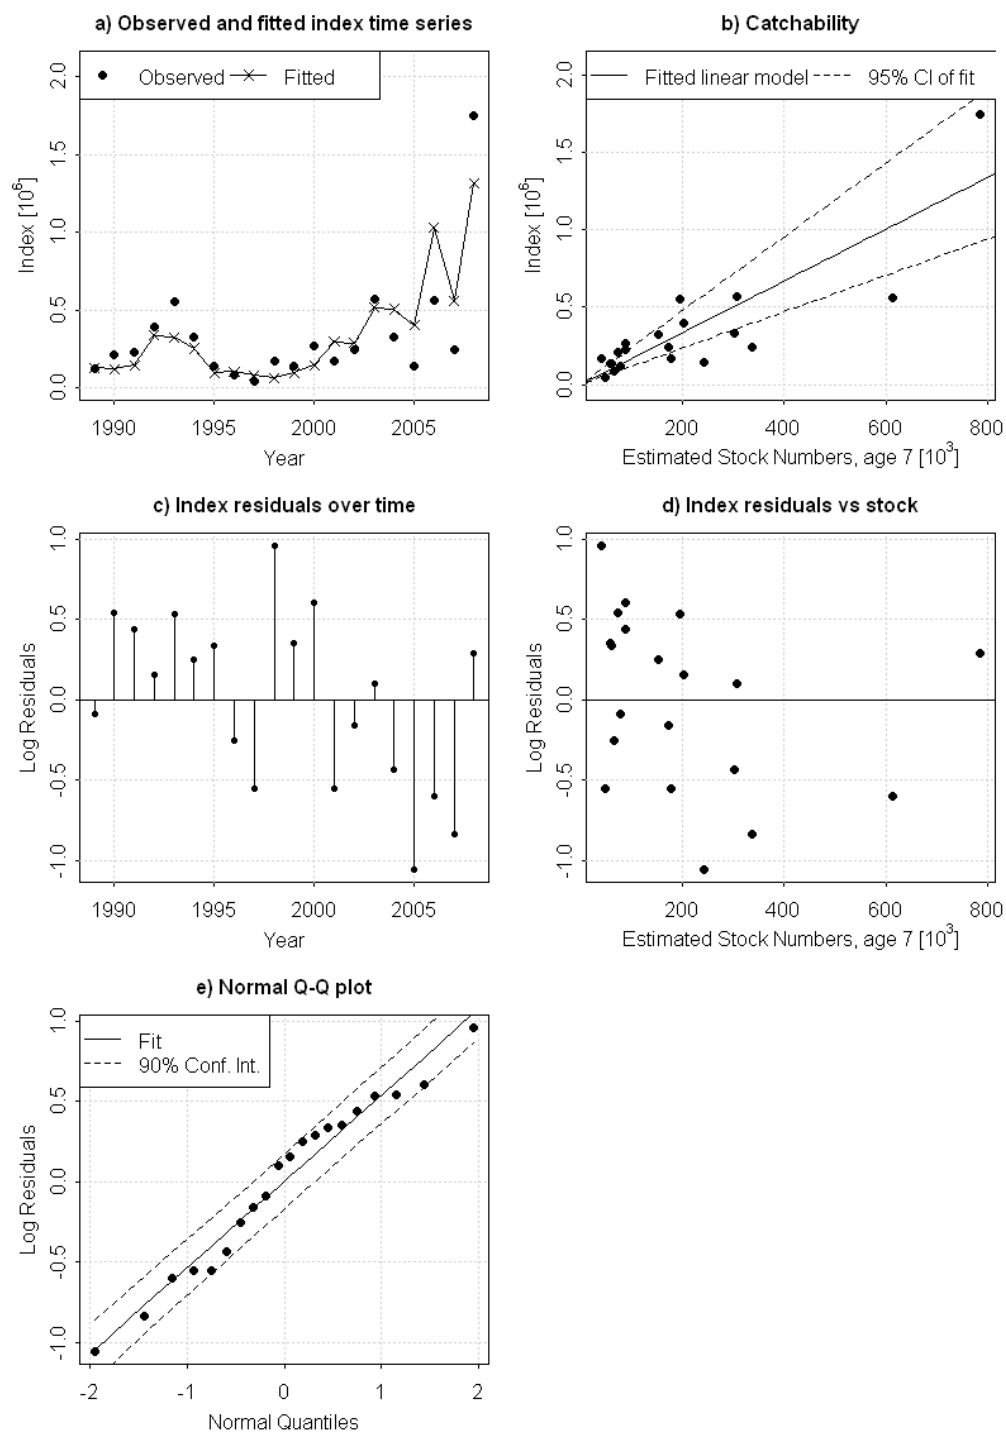 a) Observed and fitted index time series
Observed Fitted
Index [10^6]
0.0 0.5 1.0 1.5 2.0
1990 1995 2000 2005
Year
b) Catchability
Fitted linear model 95% CI of fit
Index [10^6]
0.0 0.5 1.0 1.5 2.0
200 400 600 800
Estimated Stock Numbers, age 7 [10^3]
c) Index residuals over time
Log Residuals
-1.0 -0.5 0.0 0.5 1.0
1990 1995 2000 2005
Year
d) Index residuals vs stock
Log Residuals
-1.0 -0.5 0.0 0.5 1.0
200 400 600 800
Estimated Stock Numbers, age 7 [10^3]
e) Normal Q-Q plot
Fit
90% Conf. Int.
Log Residuals
-1.0 -0.5 0.0 0.5 1.0
-2 -1 0 1 2
Normal Quantiles